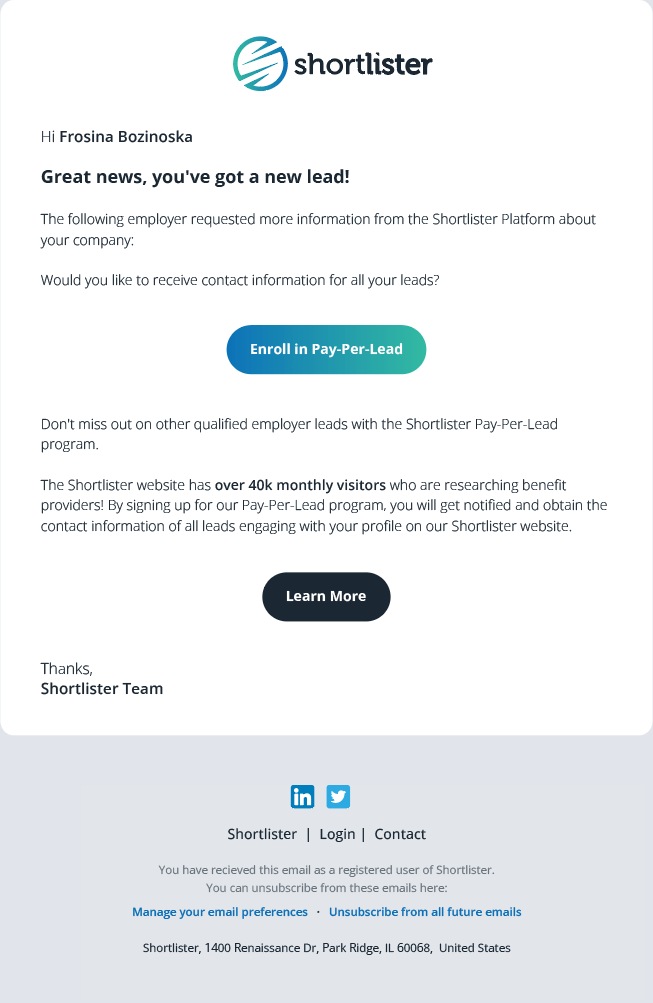 shortlister
Hi Frosina Bozinoska
Great news, you've got a new lead!
The following employer requested more information from the Shortlister Platform about
your company:
Would you like to receive contact information for all your leads?
Enroll in Pay-Per-Lead
Don't miss out on other qualified employer leads with the Shortlister Pay-Per-Lead
program.
The Shortlister website has over 40k monthly visitors who are researching benefit
providers! By signing up for our Pay-Per-Lead program, you will get notified and obtain the
contact information of all leads engaging with your profile on our Shortlister website.
Learn More
Thanks,
Shortlister Team
in
Shortlister | Login | Contact
You have recieved this email as a registered user of Shortlister.
You can unsubscribe from these emails here:
Manage your email preferences · Unsubscribe from all future emails
Shortlister, 1400 Renaissance Dr, Park Ridge, IL 60068, United States